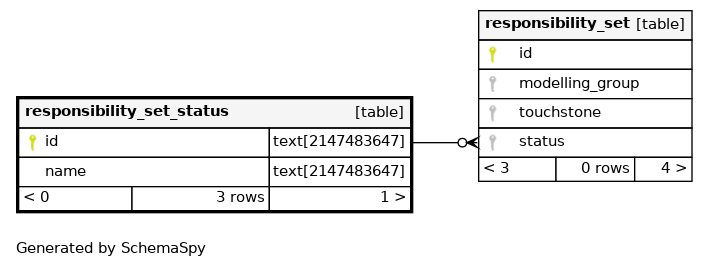 responsibility_set [table]
id
modelling_group
touchstone
status
< 3 0 rows 4 >
responsibility_set_status [table]
id text[2147483647]
name text[2147483647]
< 0 3 rows 1 >
Generated by SchemaSpy